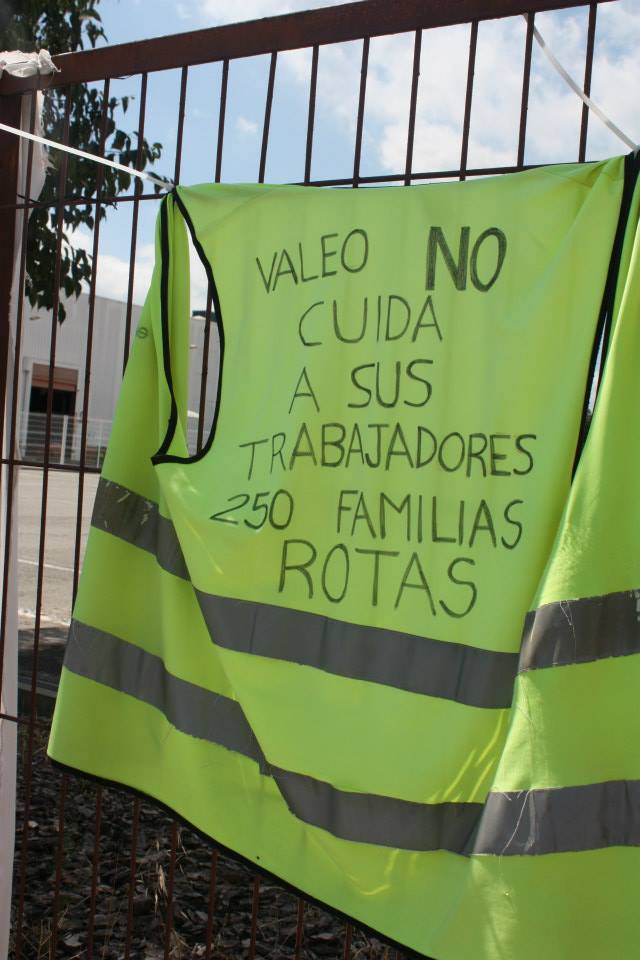 VALEO NO
CUIDA
A SUS
TRABAJADORES
250 FAMILIAS
ROTAS